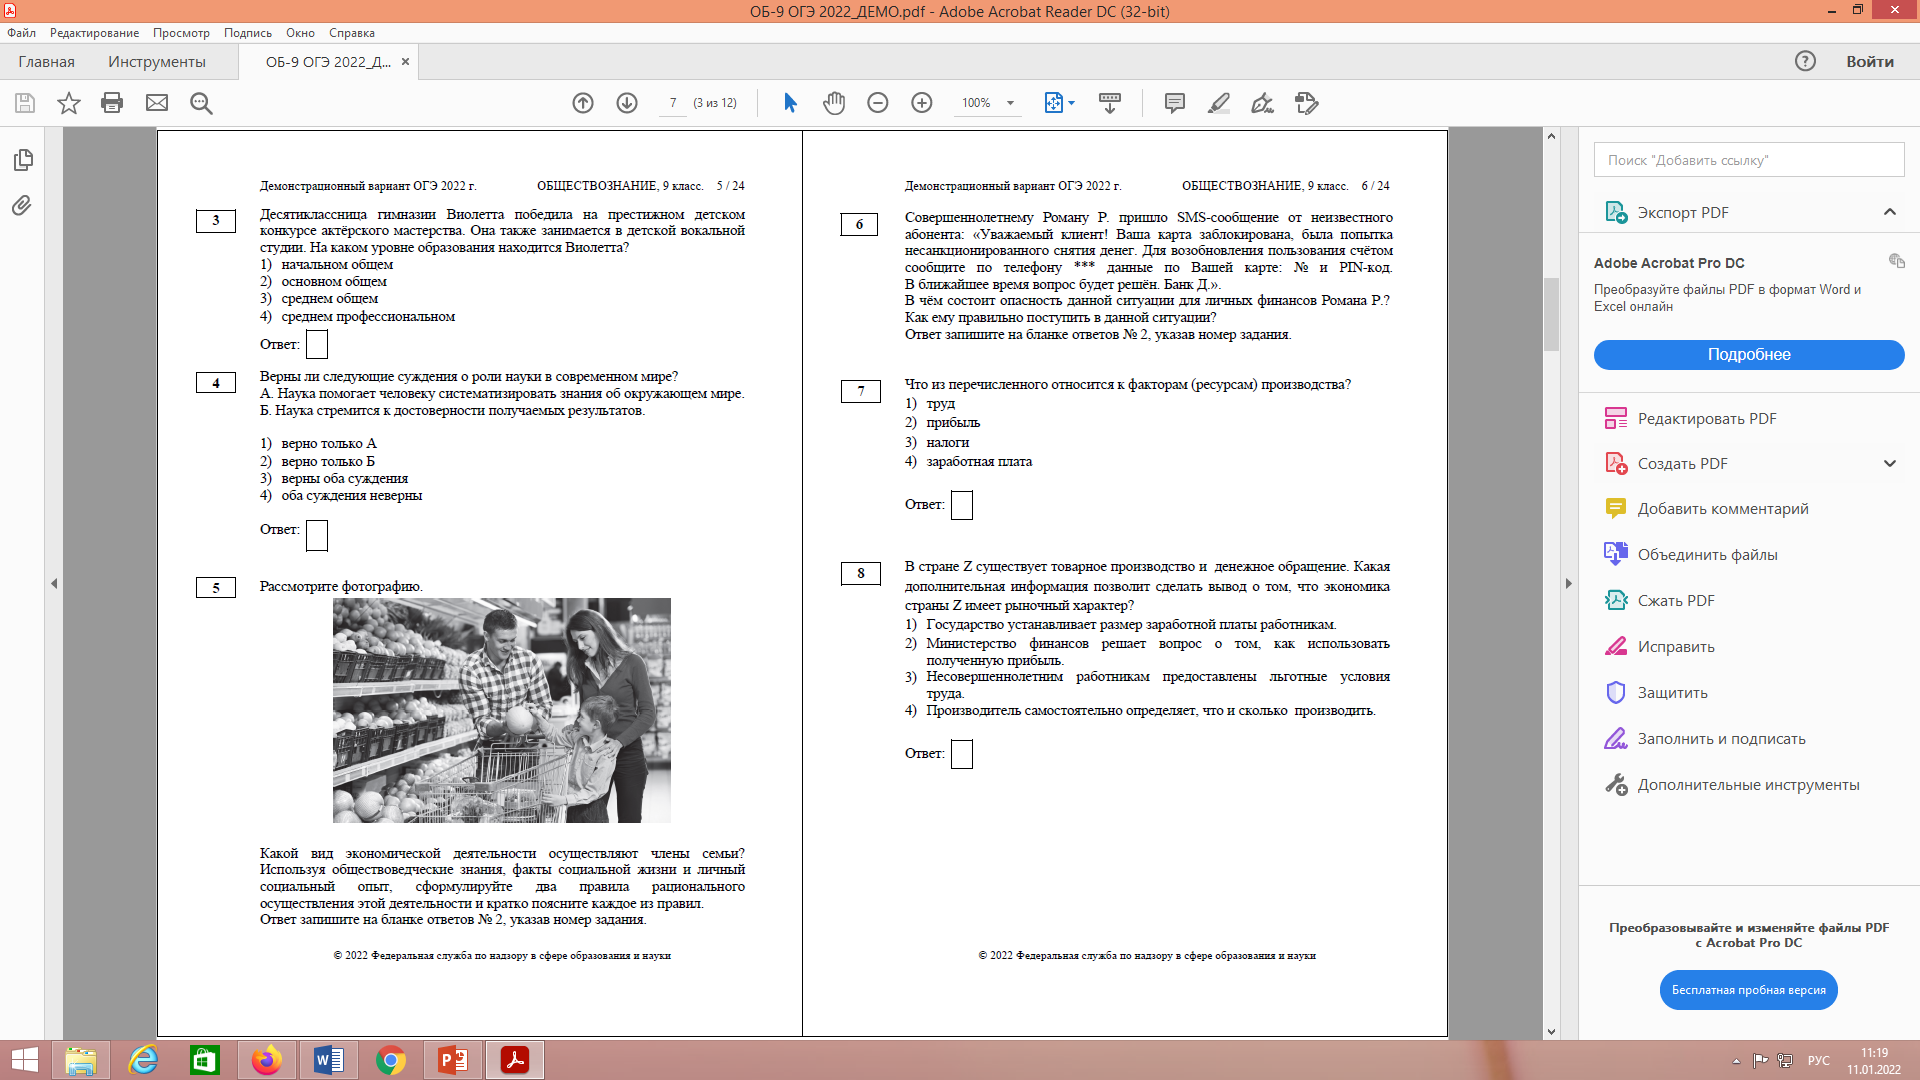 ОБ-9 ОГЭ 2022_ДЕМО.pdf - Adobe Acrobat Reader DC (32-bit)
Файл Редактирование Просмотр Подпись Окно Справка
Главная Инструменты ОБ-9 ОГЭ 2022_Д... × Войти
7 (3 из 12) 100%
Демонстрационный вариант ОГЭ 2022 г. ОБЩЕСТВОЗНАНИЕ, 9 класс. 5 / 24
3
Десятиклассница гимназии Виолетта победила на престижном детском
конкурсе актёрского мастерства. Она также занимается в детской вокальной
студии. На каком уровне образования находится Виолетта?
1) начальном общем
2) основном общем
3) среднем общем
4) среднем профессиональном
Ответ:
4
Верны ли следующие суждения о роли науки в современном мире?
А. Наука помогает человеку систематизировать знания об окружающем мире.
Б. Наука стремится к достоверности получаемых результатов.
1) верно только А
2) верно только Б
3) верны оба суждения
4) оба суждения неверны
Ответ:
5
Рассмотрите фотографию.
Какой вид экономической деятельности осуществляют члены семьи?
Используя обществоведческие знания, факты социальной жизни и личный
социальный опыт, сформулируйте два правила рационального
осуществления этой деятельности и кратко поясните каждое из правил.
Ответ запишите на бланке ответов № 2, указав номер задания.
© 2022 Федеральная служба по надзору в сфере образования и науки
Демонстрационный вариант ОГЭ 2022 г. ОБЩЕСТВОЗНАНИЕ, 9 класс. 6 / 24
6
Совершеннолетнему Роману Р. пришло SMS-сообщение от неизвестного
абонента: «Уважаемый клиент! Ваша карта заблокирована, была попытка
несанкционированного снятия денег. Для возобновления пользования счётом
сообщите по телефону *** данные по Вашей карте: № и PIN-код.
В ближайшее время вопрос будет решён. Банк Д.».
В чём состоит опасность данной ситуации для личных финансов Романа Р.?
Как ему правильно поступить в данной ситуации?
Ответ запишите на бланке ответов № 2, указав номер задания.
7
Что из перечисленного относится к факторам (ресурсам) производства?
1) труд
2) прибыль
3) налоги
4) заработная плата
Ответ:
8
В стране Z существует товарное производство и денежное обращение. Какая
дополнительная информация позволит сделать вывод о том, что экономика
страны Z имеет рыночный характер?
1) Государство устанавливает размер заработной платы работникам.
2) Министерство финансов решает вопрос о том, как использовать
полученную прибыль.
3) Несовершеннолетним работникам предоставлены льготные условия
труда.
4) Производитель самостоятельно определяет, что и сколько производить.
Ответ:
© 2022 Федеральная служба по надзору в сфере образования и науки
Поиск "Добавить ссылку"
Экспорт PDF
Adobe Acrobat Pro DC
Преобразуйте файлы PDF в формат Word и
Excel онлайн
Подробнее
Редактировать PDF
Создать PDF
Добавить комментарий
Объединить файлы
Сжать PDF
Исправить
Защитить
Заполнить и подписать
Дополнительные инструменты
Преобразовывайте и изменяйте файлы PDF
с Acrobat Pro DC
Бесплатная пробная версия
РУС
11:19
11.01.2022